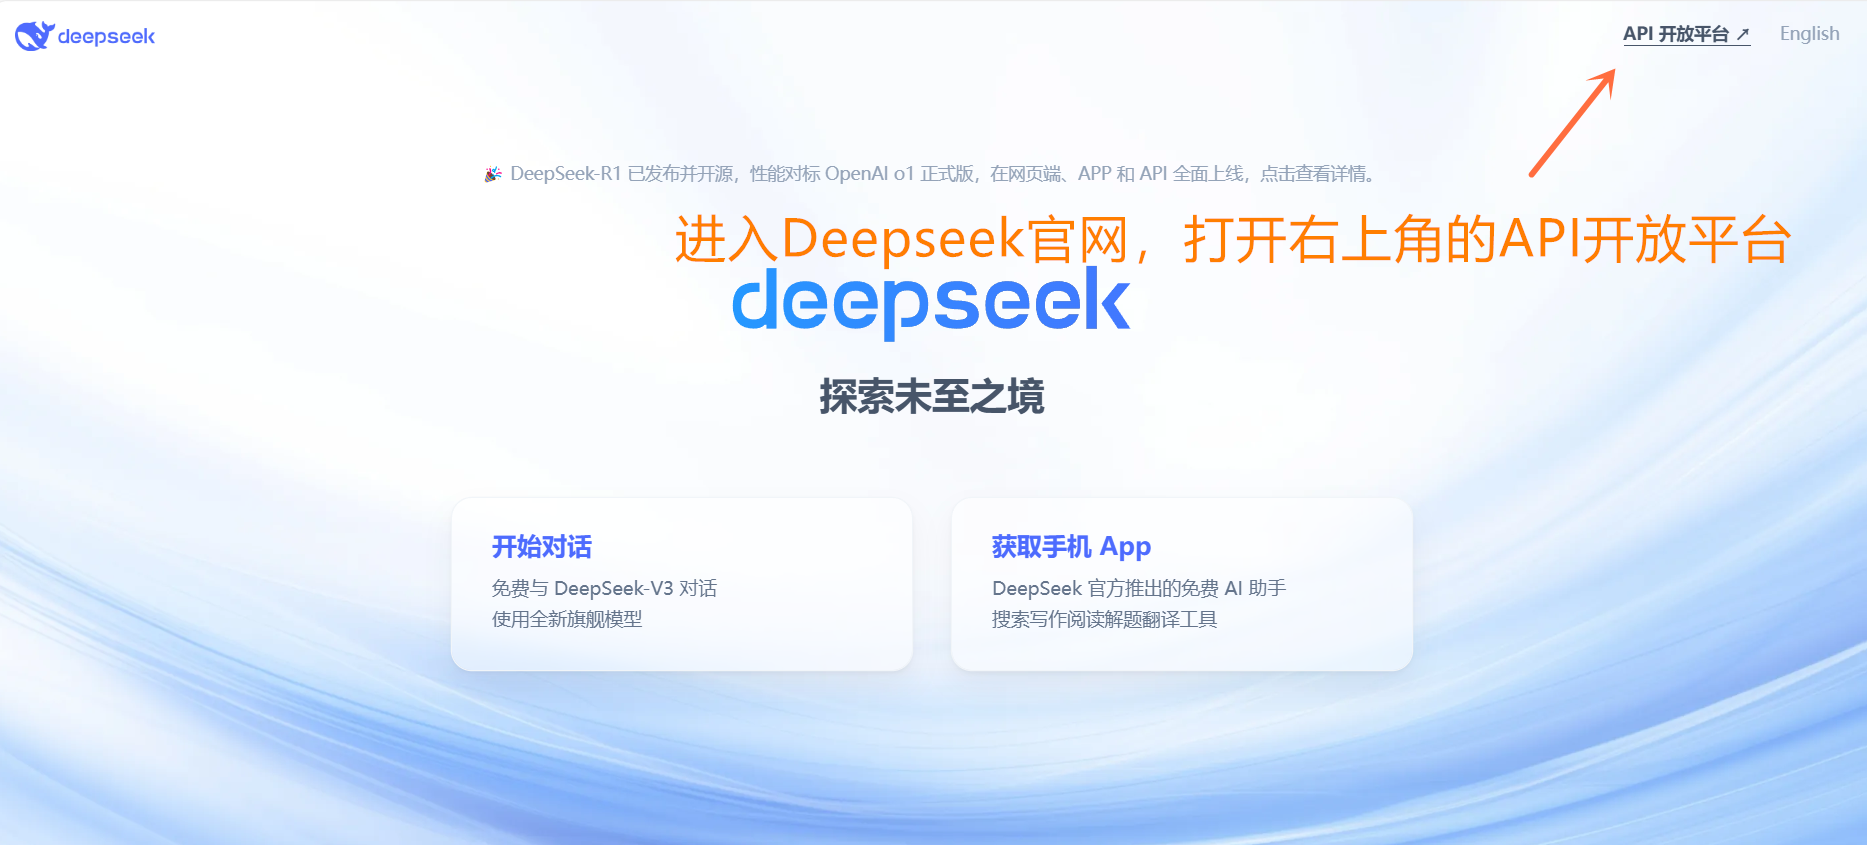 deepseek
API 开放平台 ↗
English
🎉 DeepSeek-R1 已发布并开源，性能对标 OpenAI o1 正式版，在网页端、APP 和 API 全面上线，点击查看详情。
进入Deepseek官网，打开右上角的API开放平台
deepseek
探索未至之境
开始对话
免费与 DeepSeek-V3 对话
使用全新旗舰模型
获取手机 App
DeepSeek 官方推出的免费 AI 助手
搜索写作阅读解题翻译工具